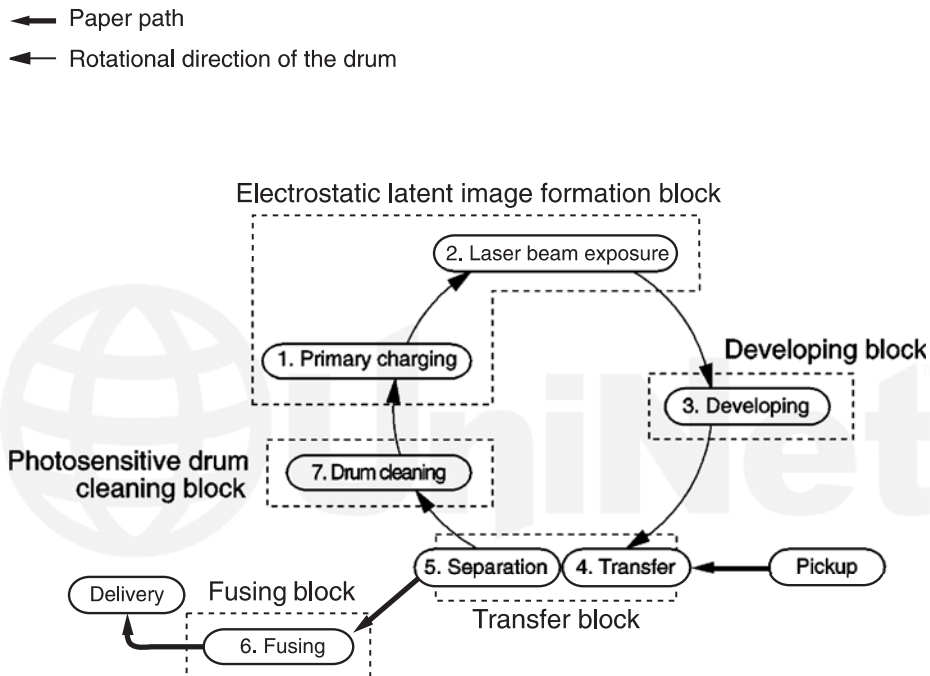 Paper path
Rotational direction of the drum
Electrostatic latent image formation block
2. Laser beam exposure
1. Primary charging
Developing block
3. Developing
Photosensitive drum
cleaning block
7. Drum cleaning
5. Separation
4. Transfer
Pickup
Transfer block
Delivery
Fusing block
6. Fusing
UniNet